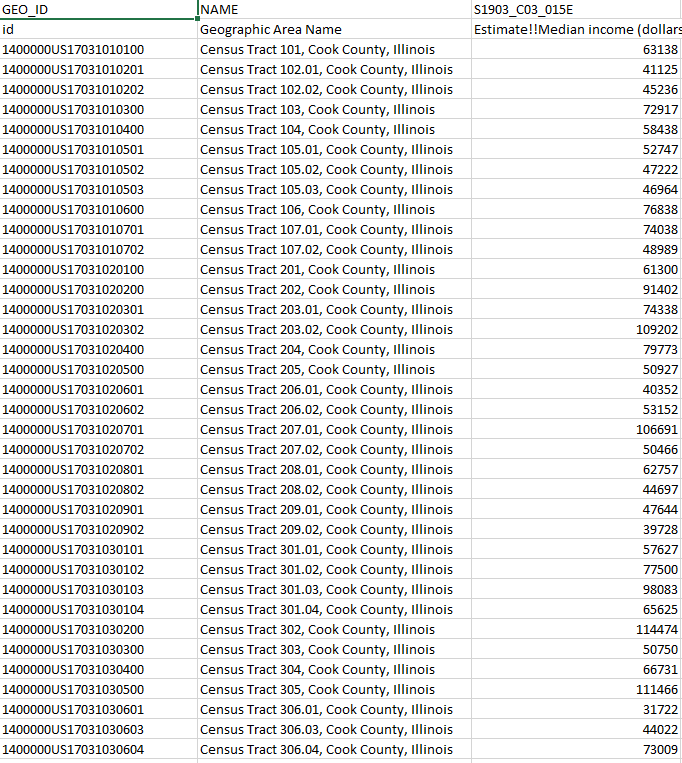 GEO_ID NAME S1903_C03_015E
id Geographic Area Name Estimate!!Median income (dollars
1400000US17031010100 Census Tract 101, Cook County, Illinois 63138
1400000US17031010201 Census Tract 102.01, Cook County, Illinois 41125
1400000US17031010202 Census Tract 102.02, Cook County, Illinois 45236
1400000US17031010300 Census Tract 103, Cook County, Illinois 72917
1400000US17031010400 Census Tract 104, Cook County, Illinois 58438
1400000US17031010501 Census Tract 105.01, Cook County, Illinois 52747
1400000US17031010502 Census Tract 105.02, Cook County, Illinois 47222
1400000US17031010503 Census Tract 105.03, Cook County, Illinois 46964
1400000US17031010600 Census Tract 106, Cook County, Illinois 76838
1400000US17031010701 Census Tract 107.01, Cook County, Illinois 74038
1400000US17031010702 Census Tract 107.02, Cook County, Illinois 48989
1400000US17031020100 Census Tract 201, Cook County, Illinois 61300
1400000US17031020200 Census Tract 202, Cook County, Illinois 91402
1400000US17031020301 Census Tract 203.01, Cook County, Illinois 74338
1400000US17031020302 Census Tract 203.02, Cook County, Illinois 109202
1400000US17031020400 Census Tract 204, Cook County, Illinois 79773
1400000US17031020500 Census Tract 205, Cook County, Illinois 50927
1400000US17031020601 Census Tract 206.01, Cook County, Illinois 40352
1400000US17031020602 Census Tract 206.02, Cook County, Illinois 53152
1400000US17031020701 Census Tract 207.01, Cook County, Illinois 106691
1400000US17031020702 Census Tract 207.02, Cook County, Illinois 50466
1400000US17031020801 Census Tract 208.01, Cook County, Illinois 62757
1400000US17031020802 Census Tract 208.02, Cook County, Illinois 44697
1400000US17031020901 Census Tract 209.01, Cook County, Illinois 47644
1400000US17031020902 Census Tract 209.02, Cook County, Illinois 39728
1400000US17031030101 Census Tract 301.01, Cook County, Illinois 57627
1400000US17031030102 Census Tract 301.02, Cook County, Illinois 77500
1400000US17031030103 Census Tract 301.03, Cook County, Illinois 98083
1400000US17031030104 Census Tract 301.04, Cook County, Illinois 65625
1400000US17031030200 Census Tract 302, Cook County, Illinois 114474
1400000US17031030300 Census Tract 303, Cook County, Illinois 50750
1400000US17031030400 Census Tract 304, Cook County, Illinois 66731
1400000US17031030500 Census Tract 305, Cook County, Illinois 111466
1400000US17031030601 Census Tract 306.01, Cook County, Illinois 31722
1400000US17031030603 Census Tract 306.03, Cook County, Illinois 44022
1400000US17031030604 Census Tract 306.04, Cook County, Illinois 73009